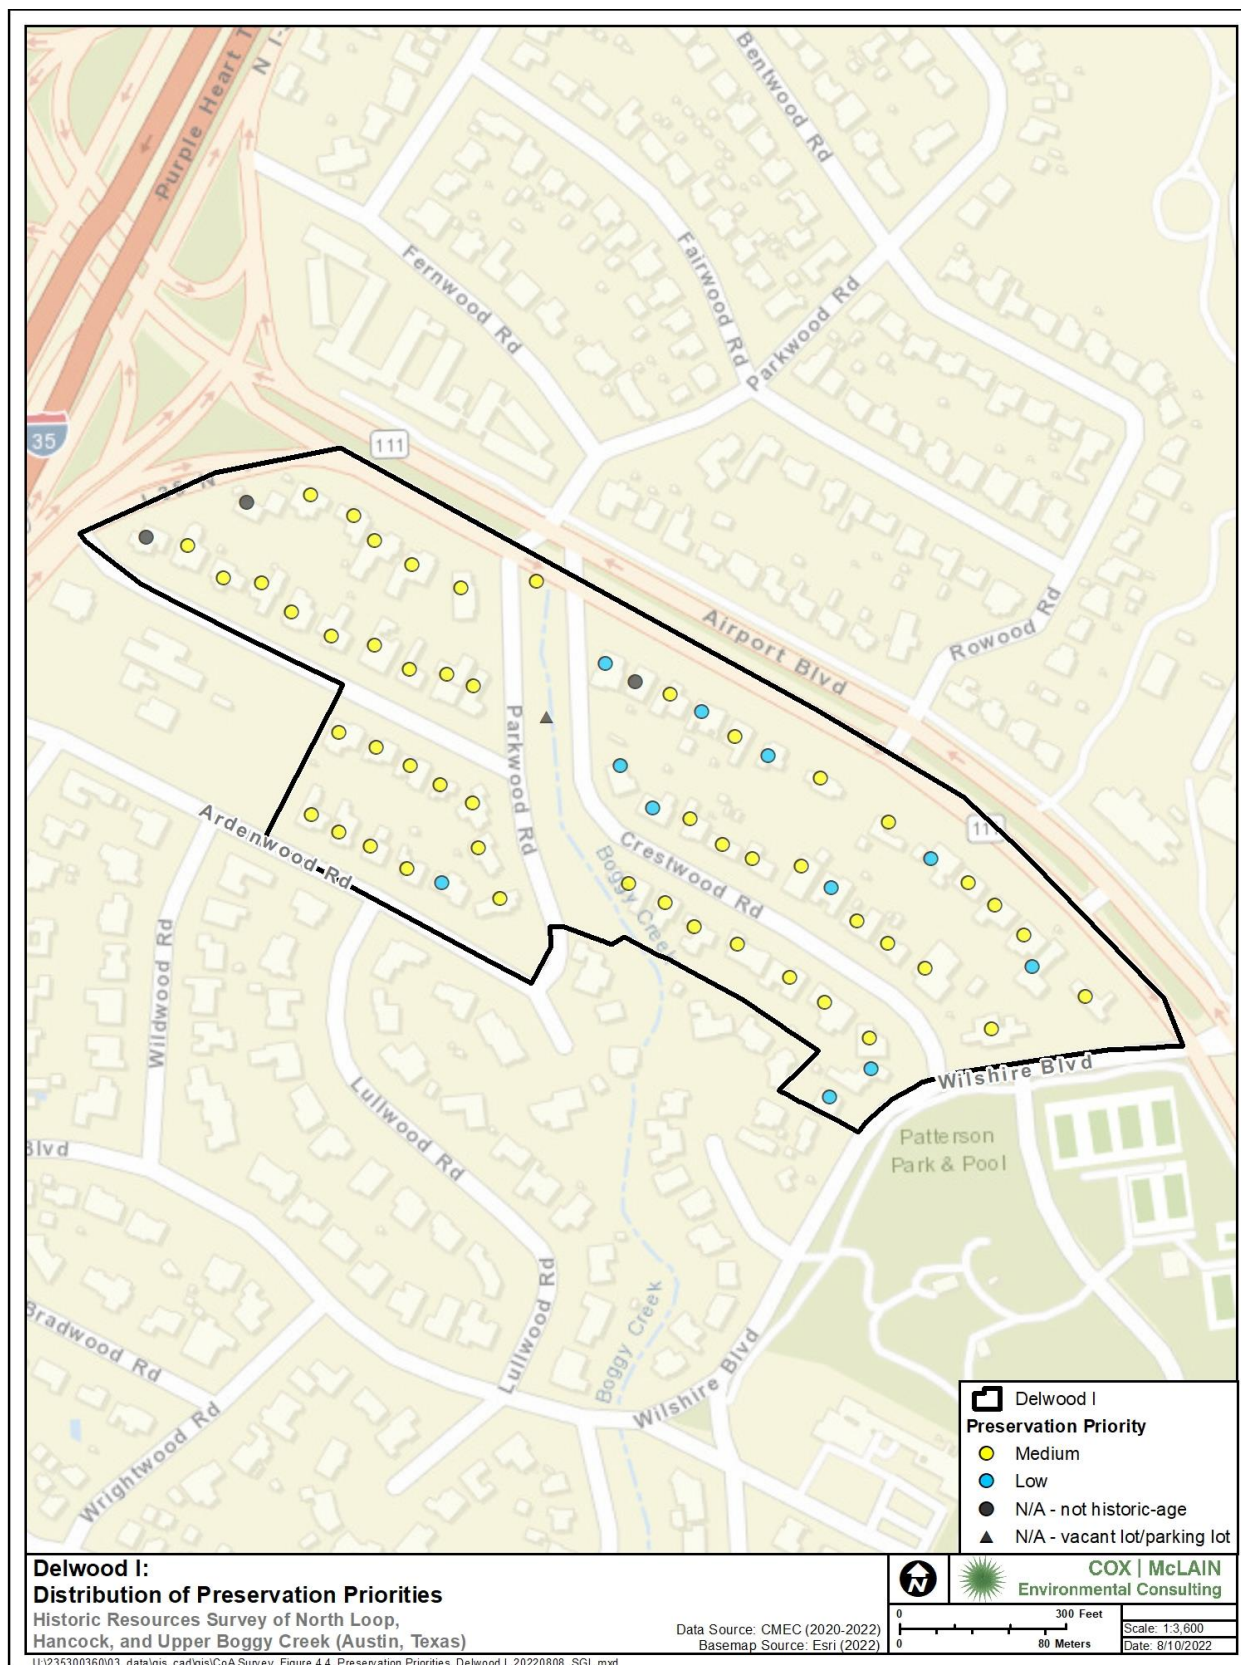 Purple Heart T
N I-
Bentwood Rd
Fairwood Rd
Fernwood Rd
Parkwood Rd
35
111
I-35 N
Airport Blvd
Rowood Rd
Parkwood Rd
111
Ardenwood Rd
Crestwood Rd
Boggy Creek
Wildwood Rd
Wilshire Blvd
Lullwood Rd
Patterson
Park & Pool
Blvd
Lullwood Rd
Boggy Creek
Bradwood Rd
Wilshire Blvd
Wrightwood Rd
Delwood I
Preservation Priority
Medium
Low
N/A - not historic-age
N/A - vacant lot/parking lot
Delwood I:
Distribution of Preservation Priorities
Historic Resources Survey of North Loop,
Hancock, and Upper Boggy Creek (Austin, Texas)
Data Source: CMEC (2020-2022)
Basemap Source: Esri (2022)
N
COX | McLAIN
Environmental Consulting
0 300 Feet
0 80 Meters
Scale: 1:3,600
Date: 8/10/2022